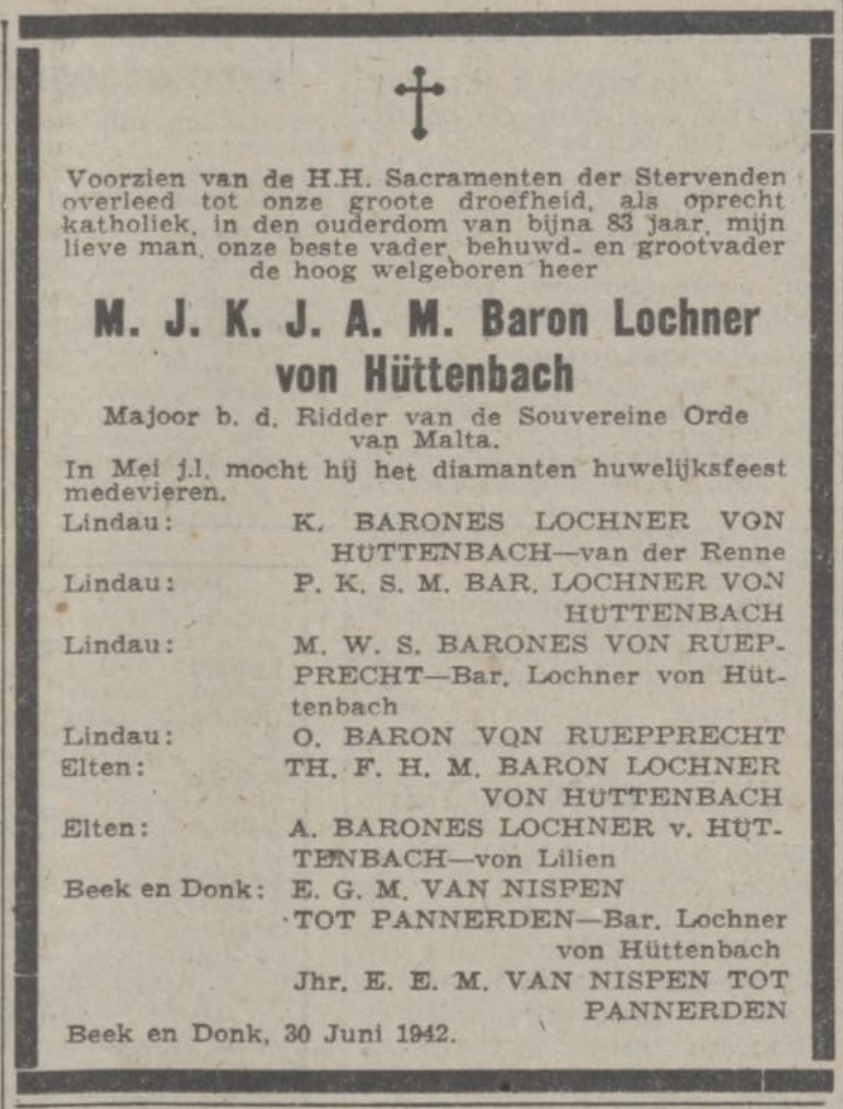 Voorzien van de H.H. Sacramenten der Stervenden
overleed tot onze groote droefheid, als oprecht
katholiek, in den ouderdom van bijna 83 jaar, mijn
lieve man, onze beste vader, behuwd- en grootvader
de hoog welgeboren heer
M. J. K. J. A. M. Baron Lochner
von Hüttenbach
Majoor b. d. Ridder van de Souvereine Orde
van Malta.
In Mei j.l. mocht hij het diamanten huwelijksfeest
medevieren.
Lindau: K. BARONES LOCHNER VON
HÜTTENBACH—van der Renne
Lindau: P. K. S. M. BAR. LOCHNER VON
HÜTTENBACH
Lindau: M. W. S. BARONES VON RUEP-
PRECHT—Bar. Lochner von Hüt-
tenbach
Lindau: O. BARON VON RUEPPRECHT
Elten: TH. F. H. M. BARON LOCHNER
VON HÜTTENBACH
Elten: A. BARONES LOCHNER v. HÜT-
TENBACH—von Lilien
Beek en Donk: E. G. M. VAN NISPEN
TOT PANNERDEN—Bar. Lochner
von Hüttenbach
Jhr. E. E. M. VAN NISPEN TOT
PANNERDEN
Beek en Donk, 30 Juni 1942.